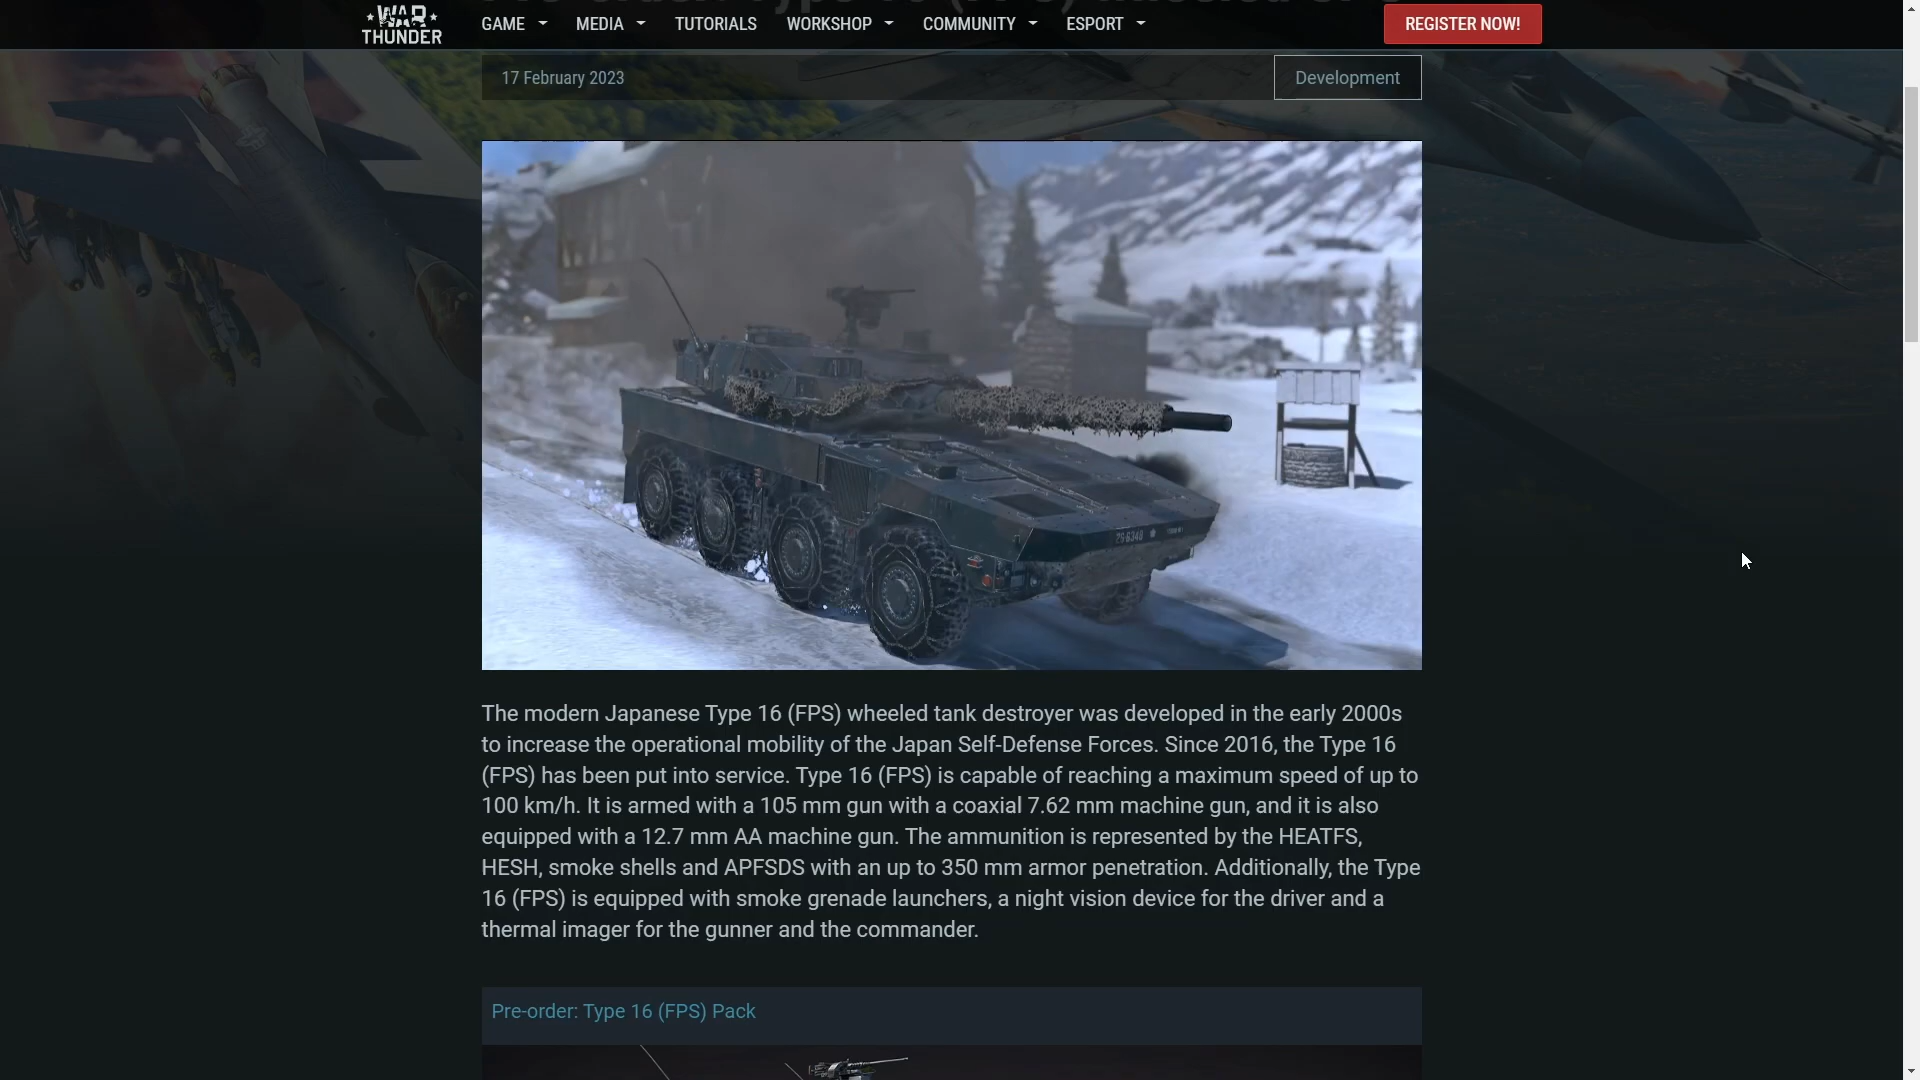 WAR
THUNDER
GAME
MEDIA
TUTORIALS
WORKSHOP
COMMUNITY
ESPORT
REGISTER NOW!
17 February 2023
Development
The modern Japanese Type 16 (FPS) wheeled tank destroyer was developed in the early 2000s
to increase the operational mobility of the Japan Self-Defense Forces. Since 2016, the Type 16
(FPS) has been put into service. Type 16 (FPS) is capable of reaching a maximum speed of up to
100 km/h. It is armed with a 105 mm gun with a coaxial 7.62 mm machine gun, and it is also
equipped with a 12.7 mm AA machine gun. The ammunition is represented by the HEATFS,
HESH, smoke shells and APFSDS with an up to 350 mm armor penetration. Additionally, the Type
16 (FPS) is equipped with smoke grenade launchers, a night vision device for the driver and a
thermal imager for the gunner and the commander.
Pre-order: Type 16 (FPS) Pack